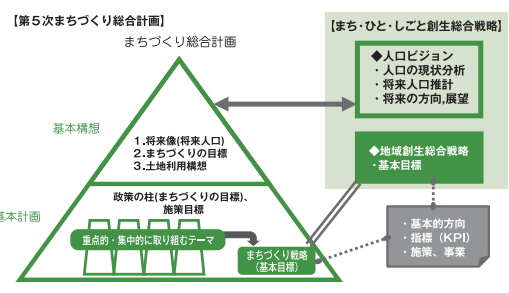 【第５次まちづくり総合計画】
まちづくり総合計画
基本構想
1.将来像(将来人口)
2.まちづくりの目標
3.土地利用構想
基本計画
政策の柱(まちづくりの目標)、
施策目標
重点的・集中的に取り組むテーマ
まちづくり戦略
(基本目標)
【まち・ひと・しごと創生総合戦略】
◆人口ビジョン
・人口の現状分析
・将来人口推計
・将来の方向,展望
◆地域創生総合戦略
・基本目標
・基本的方向
・指標（KPI）
・施策、事業